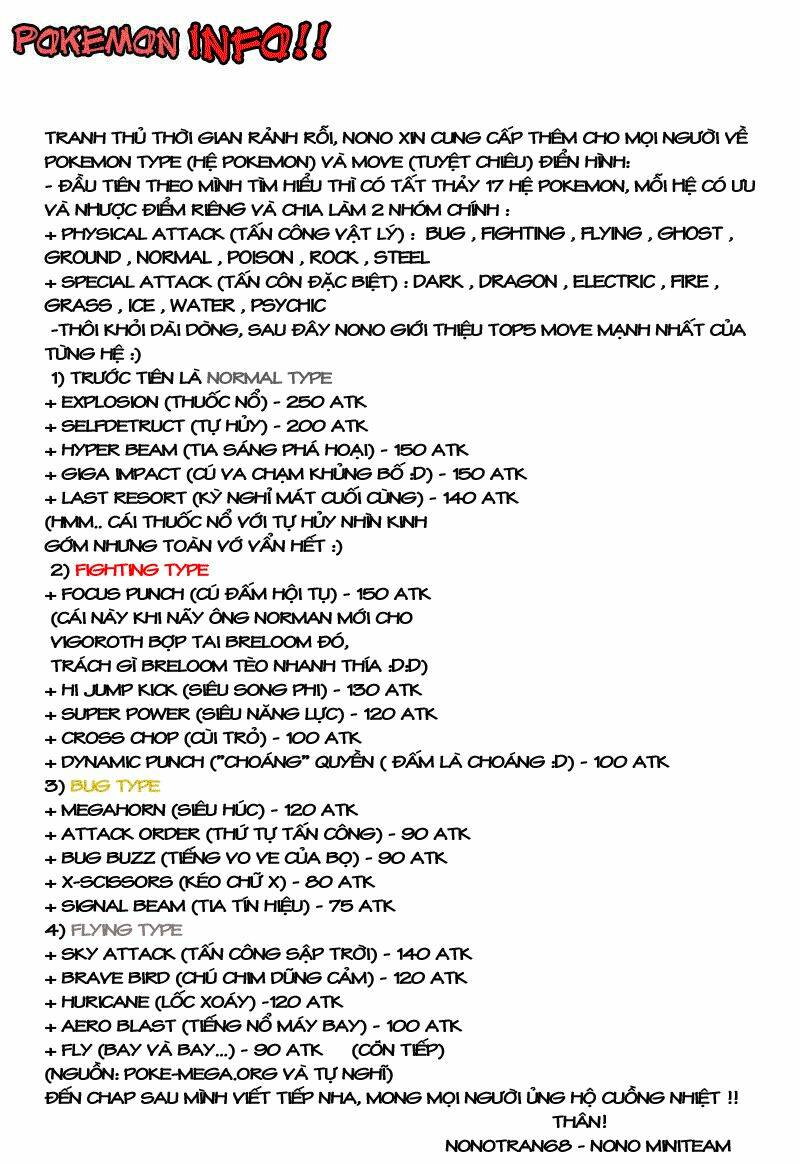 POKEMON INFO!!
TRANH THỦ THỜI GIAN RẢNH RỖI, NONO XIN CUNG CẤP THÊM CHO MỌI NGƯỜI VỀ
POKEMON TYPE (HỆ POKEMON) VÀ MOVE (TUYỆT CHIÊU) ĐIỂN HÌNH:
- ĐẦU TIÊN THEO MÌNH TÌM HIỂU THÌ CÓ TẤT THẢY 17 HỆ POKEMON, MỖI HỆ CÓ ƯU
VÀ NHƯỢC ĐIỂM RIÊNG VÀ CHIA LÀM 2 NHÓM CHÍNH :
+ PHYSICAL ATTACK (TẤN CÔNG VẬT LÝ) : BUG , FIGHTING , FLYING , GHOST ,
GROUND , NORMAL , POISON , ROCK , STEEL
+ SPECIAL ATTACK (TẤN CÔN ĐẶC BIỆT) : DARK , DRAGON , ELECTRIC , FIRE ,
GRASS , ICE , WATER , PSYCHIC
-THÔI KHỎI DÀI DÒNG, SAU ĐÂY NONO GIỚI THIỆU TOP5 MOVE MẠNH NHẤT CỦA
TỪNG HỆ :)
1) TRƯỚC TIÊN LÀ NORMAL TYPE
+ EXPLOSION (THUỐC NỔ) - 250 ATK
+ SELFDETRUCT (TỰ HỦY) - 200 ATK
+ HYPER BEAM (TIA SÁNG PHÁ HOẠI) - 150 ATK
+ GIGA IMPACT (CÚ VA CHẠM KHỦNG BỐ :D) - 150 ATK
+ LAST RESORT (KỲ NGHỈ MÁT CUỐI CÙNG) - 140 ATK
(HMM.. CÁI THUỐC NỔ VỚI TỰ HỦY NHÌN KINH
GỚM NHƯNG TOÀN VỚ VẨN HẾT :)
2) FIGHTING TYPE
+ FOCUS PUNCH (CÚ ĐẤM HỘI TỤ) - 150 ATK
(CÁI NÀY KHI NÃY ÔNG NORMAN MỚI CHO
VIGOROTH BỢP TAI BRELOOM ĐÓ,
TRÁCH GÌ BRELOOM TÈO NHANH THÍA :D:D)
+ HI JUMP KICK (SIÊU SONG PHI) - 130 ATK
+ SUPER POWER (SIÊU NĂNG LỰC) - 120 ATK
+ CROSS CHOP (CÙI TRỎ) - 100 ATK
+ DYNAMIC PUNCH ("CHOÁNG" QUYỀN ( ĐẤM LÀ CHOÁNG :D) - 100 ATK
3) BUG TYPE
+ MEGAHORN (SIÊU HÚC) - 120 ATK
+ ATTACK ORDER (THỨ TỰ TẤN CÔNG) - 90 ATK
+ BUG BUZZ (TIẾNG VO VE CỦA BỌ) - 90 ATK
+ X-SCISSORS (KÉO CHỮ X) - 80 ATK
+ SIGNAL BEAM (TIA TÍN HIỆU) - 75 ATK
4) FLYING TYPE
+ SKY ATTACK (TẤN CÔNG SẬP TRỜI) - 140 ATK
+ BRAVE BIRD (CHÚ CHIM DŨNG CẢM) - 120 ATK
+ HURICANE (LỐC XOÁY) -120 ATK
+ AERO BLAST (TIẾNG NỔ MÁY BAY) - 100 ATK
+ FLY (BAY VÀ BAY...) - 90 ATK (CÒN TIẾP)
(NGUỒN: POKE-MEGA.ORG VÀ TỰ NGHĨ)
ĐẾN CHAP SAU MÌNH VIẾT TIẾP NHA, MONG MỌI NGƯỜI ỦNG HỘ CUỒNG NHIỆT !!
THÂN!
NONOTRANG8 - NONO MINITEAM